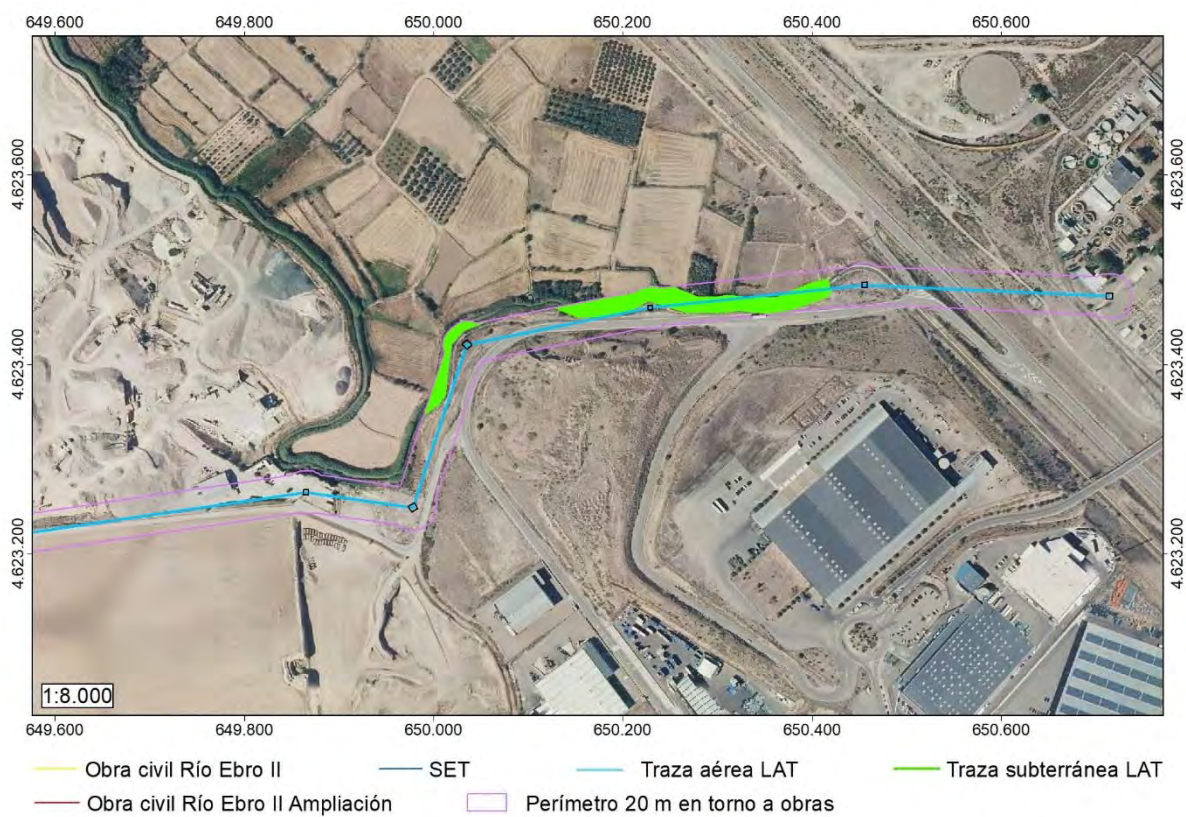 649.600 649.800 650.000 650.200 650.400 650.600
4.623.600 4.623.600
4.623.400 4.623.400
4.623.200 4.623.200
1:8.000
649.600 649.800 650.000 650.200 650.400 650.600
Obra civil Río Ebro II SET Traza aérea LAT Traza subterránea LAT
Obra civil Río Ebro II Ampliación Perímetro 20 m en torno a obras